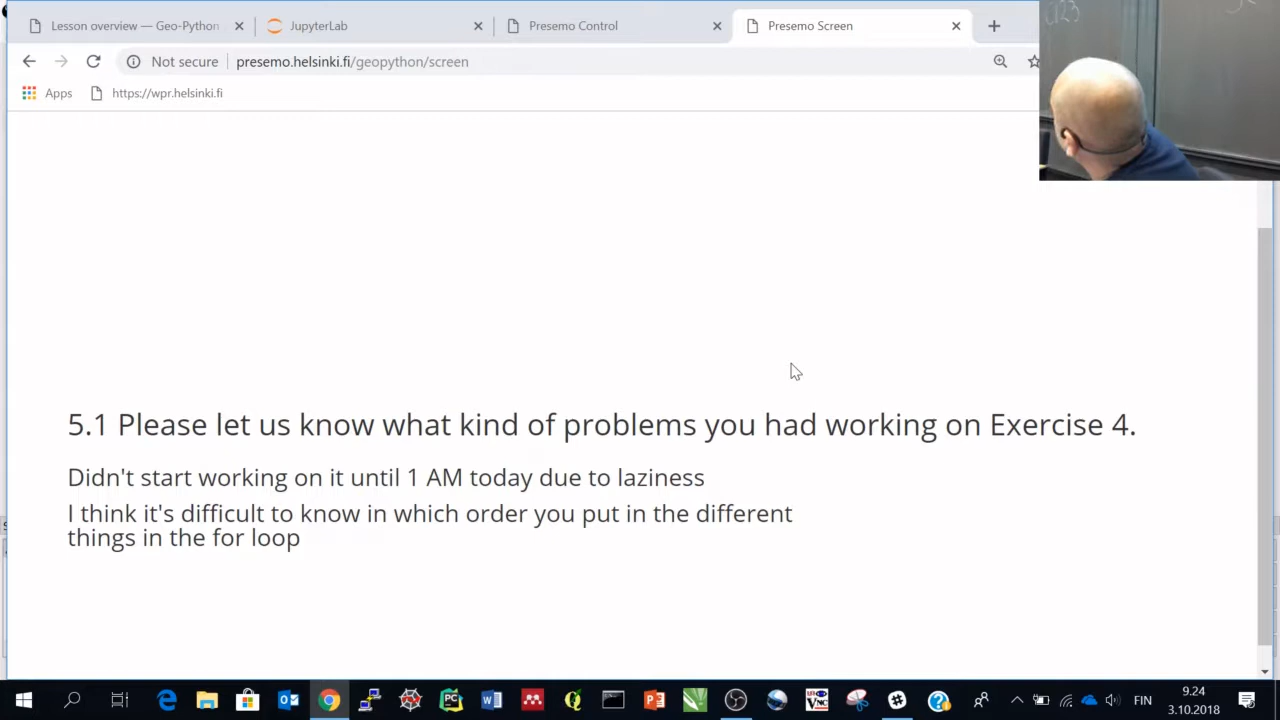 Lesson overview — Geo-Python
JupyterLab
Presemo Control
Presemo Screen
Not secure
presemo.helsinki.fi/geopython/screen
Apps
https://wpr.helsinki.fi
5.1 Please let us know what kind of problems you had working on Exercise 4.
Didn't start working on it until 1 AM today due to laziness
I think it's difficult to know in which order you put in the different
things in the for loop
FIN
9.24
3.10.2018